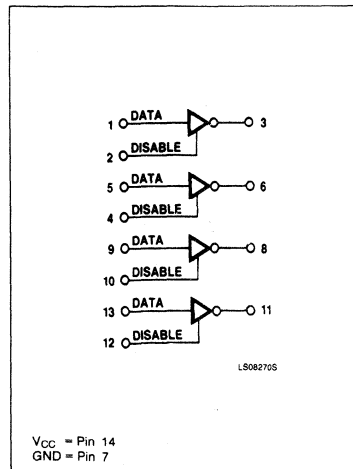 1 DATA 3
2 DISABLE
5 DATA 6
4 DISABLE
9 DATA 8
10 DISABLE
13 DATA 11
12 DISABLE
LS08270S
VCC = Pin 14
GND = Pin 7